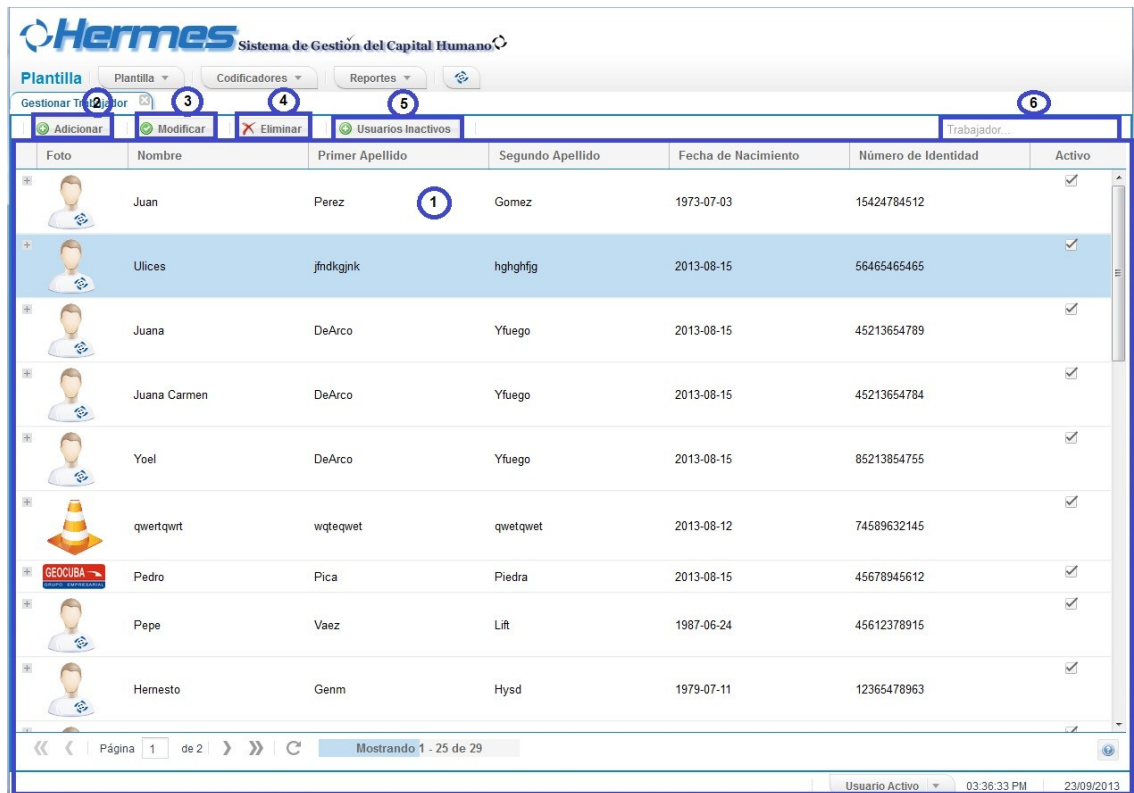 Hermes Sistema de Gestión del Capital Humano
Plantilla Plantilla Codificadores Reportes
Gestionar Trabajador 2 3 4 5 6
Adicionar Modificar Eliminar Usuarios Inactivos Trabajador...
Foto Nombre Primer Apellido Segundo Apellido Fecha de Nacimiento Número de Identidad Activo
Juan Perez 1 Gomez 1973-07-03 15424784512
Ulices jfndkgjnk hghghfjg 2013-08-15 56465465465
Juana DeArco Yfuego 2013-08-15 45213654789
Juana Carmen DeArco Yfuego 2013-08-15 45213654784
Yoel DeArco Yfuego 2013-08-15 85213854755
qwertqwrt wqteqwet qwetqwet 2013-08-12 74589632145
GEOCUBA
GRUPO EMPRESARIAL
Pedro Pica Piedra 2013-08-15 45678945612
Pepe Vaez Lift 1987-06-24 45612378915
Hernesto Genm Hysd 1979-07-11 12365478963
Página 1 de 2 Mostrando 1 - 25 de 29
Usuario Activo 03:36:33 PM 23/09/2013